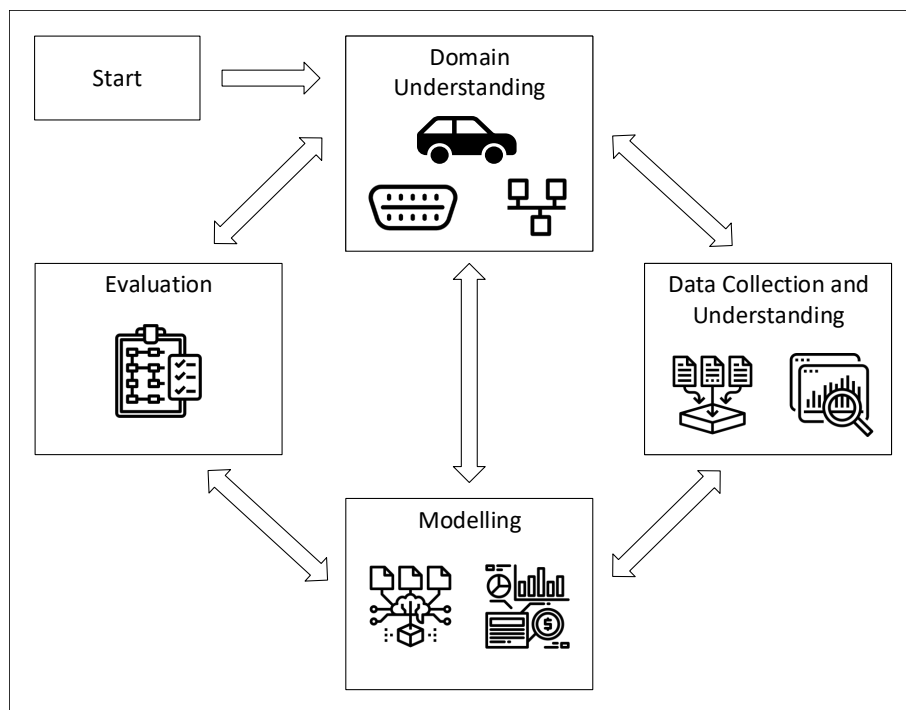 Start
Domain
Understanding
Evaluation
Data Collection and
Understanding
Modelling
$